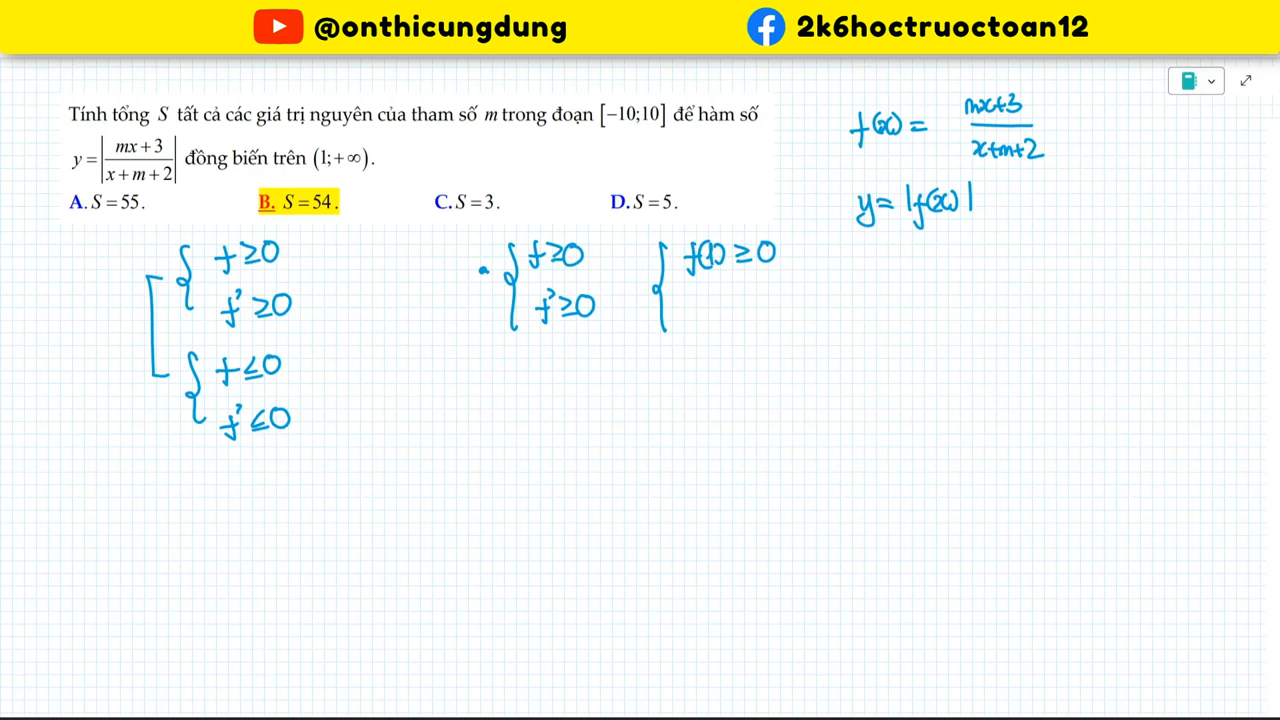 @onthicungdung 2k6hoctruoctoan12
Tính tổng S tất cả các giá trị nguyên của tham số m trong đoạn [−10;10] để hàm số
y = |(mx + 3)/(x + m + 2)| đồng biến trên (1; +∞).
A. S = 55. B. S = 54. C. S = 3. D. S = 5.
f(x) = (mx+3)/(x+m+2)
y = |f(x)|
f ≥ 0
f' ≥ 0
f ≤ 0
f' ≤ 0
f ≥ 0
f' ≥ 0
f(1) ≥ 0